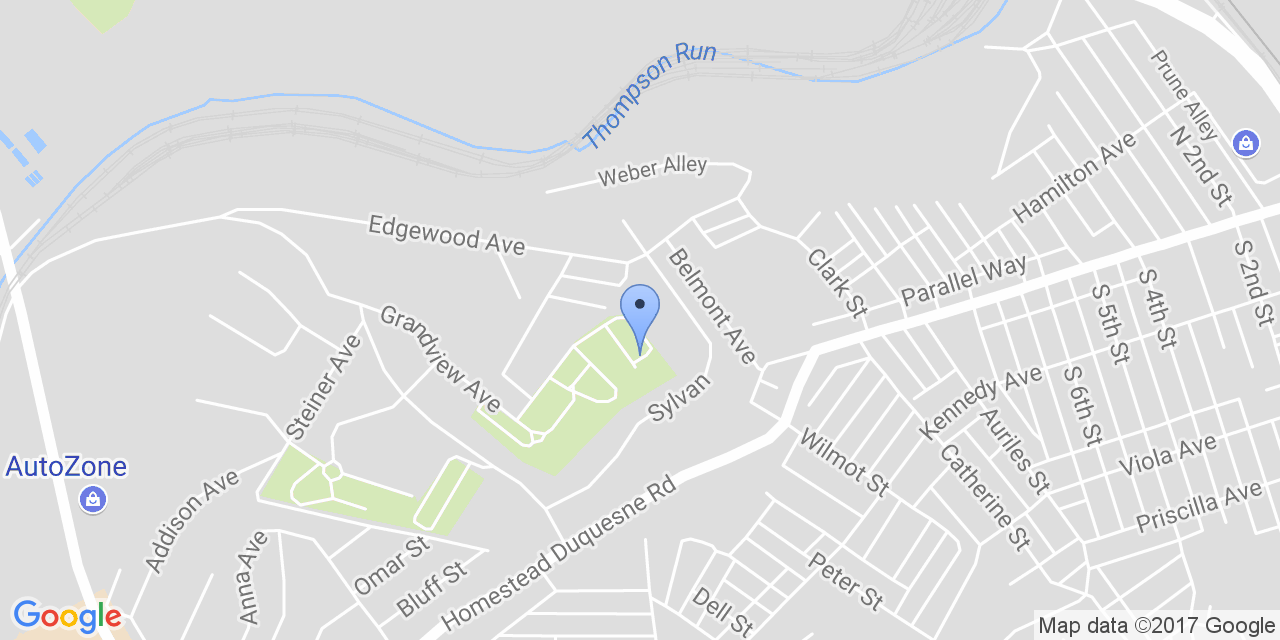 Thompson Run
Weber Alley
Prune Alley
N 2nd St
Hamilton Ave
Edgewood Ave
Belmont Ave
Clark St
Parallel Way
S 2nd St
S 4th St
S 5th St
Grandview Ave
Steiner Ave
Sylvan
Kennedy Ave
S 6th St
Auriles St
Viola Ave
AutoZone
Addison Ave
Wilmot St
Catherine St
Priscilla Ave
Homestead Duquesne Rd
Anna Ave
Omar St
Bluff St
Peter St
Dell St
Google
Map data ©2017 Google